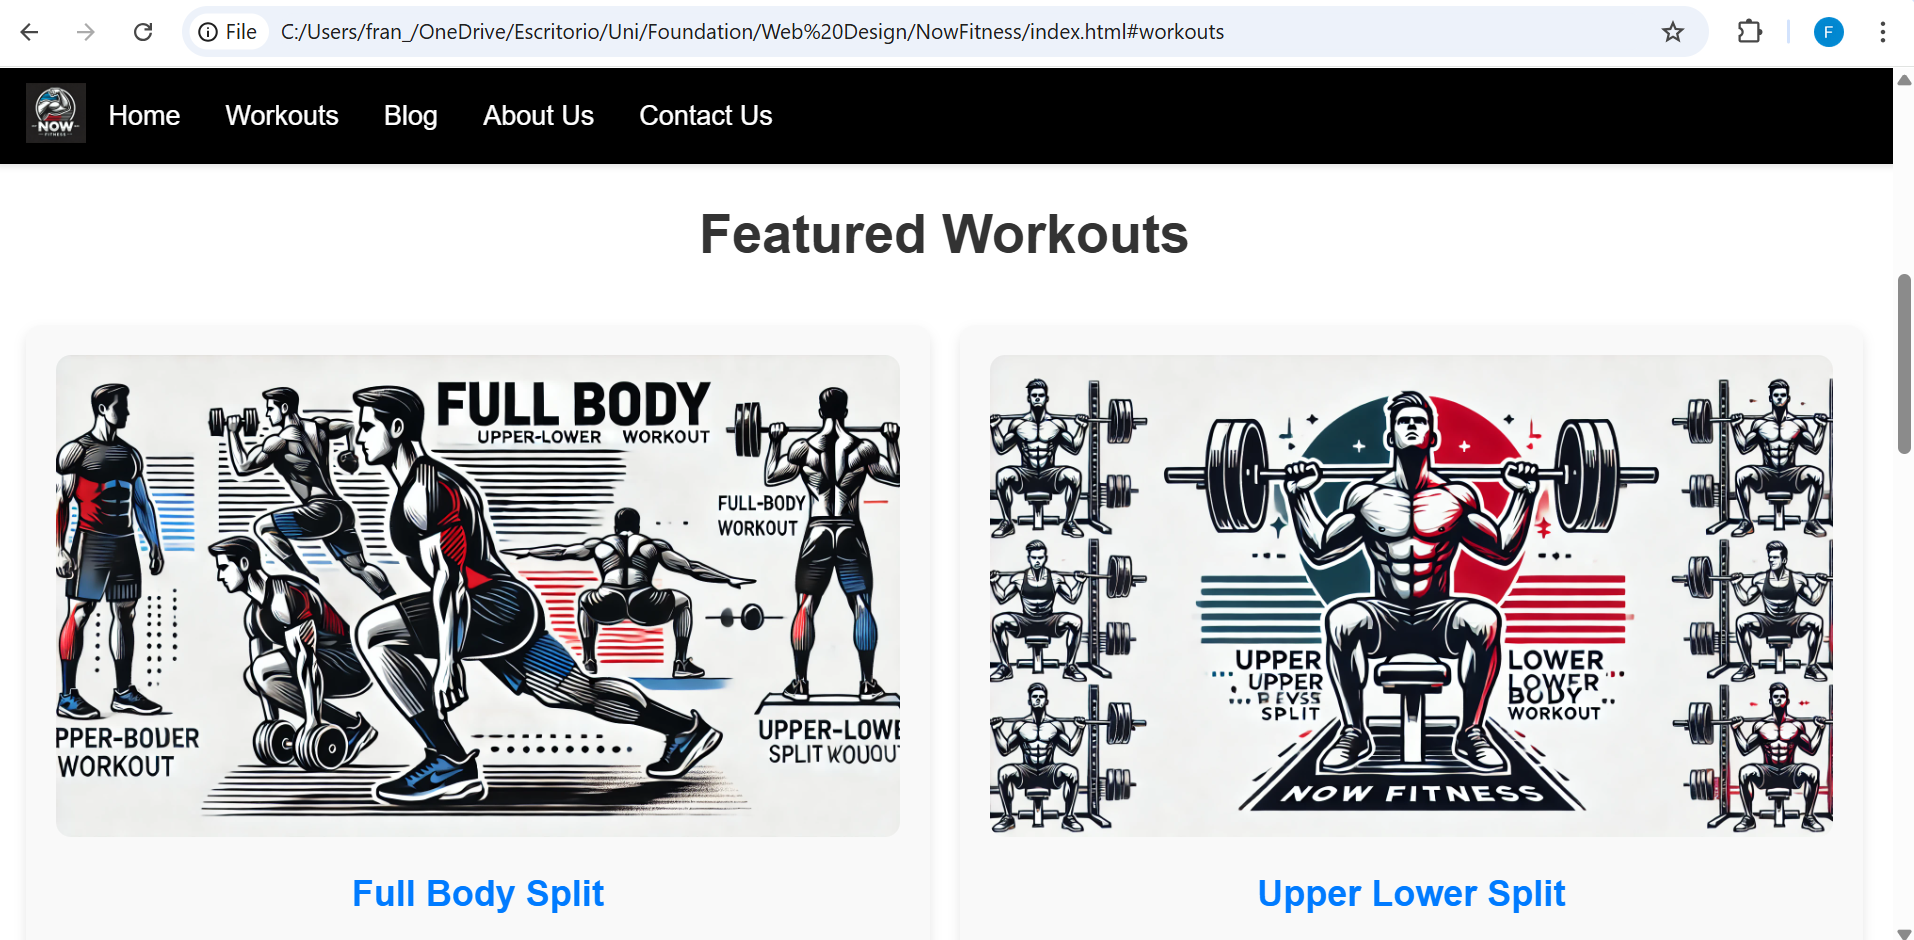 File C:/Users/fran_/OneDrive/Escritorio/Uni/Foundation/Web%20Design/NowFitness/index.html#workouts
F
NOW
FITNESS
Home Workouts Blog About Us Contact Us
Featured Workouts
FULL BODY
UPPER-LOWER WORKOUT
FULL-BODY
WORKOUT
PPER-BODER
WORKOUT
UPPER-LOWE
SPLIT WOUOU
UPPER
UPPER
SPLIT
LOWER
LOWER
BODY
WORKOUT
NOW FITNESS
Full Body Split
Upper Lower Split